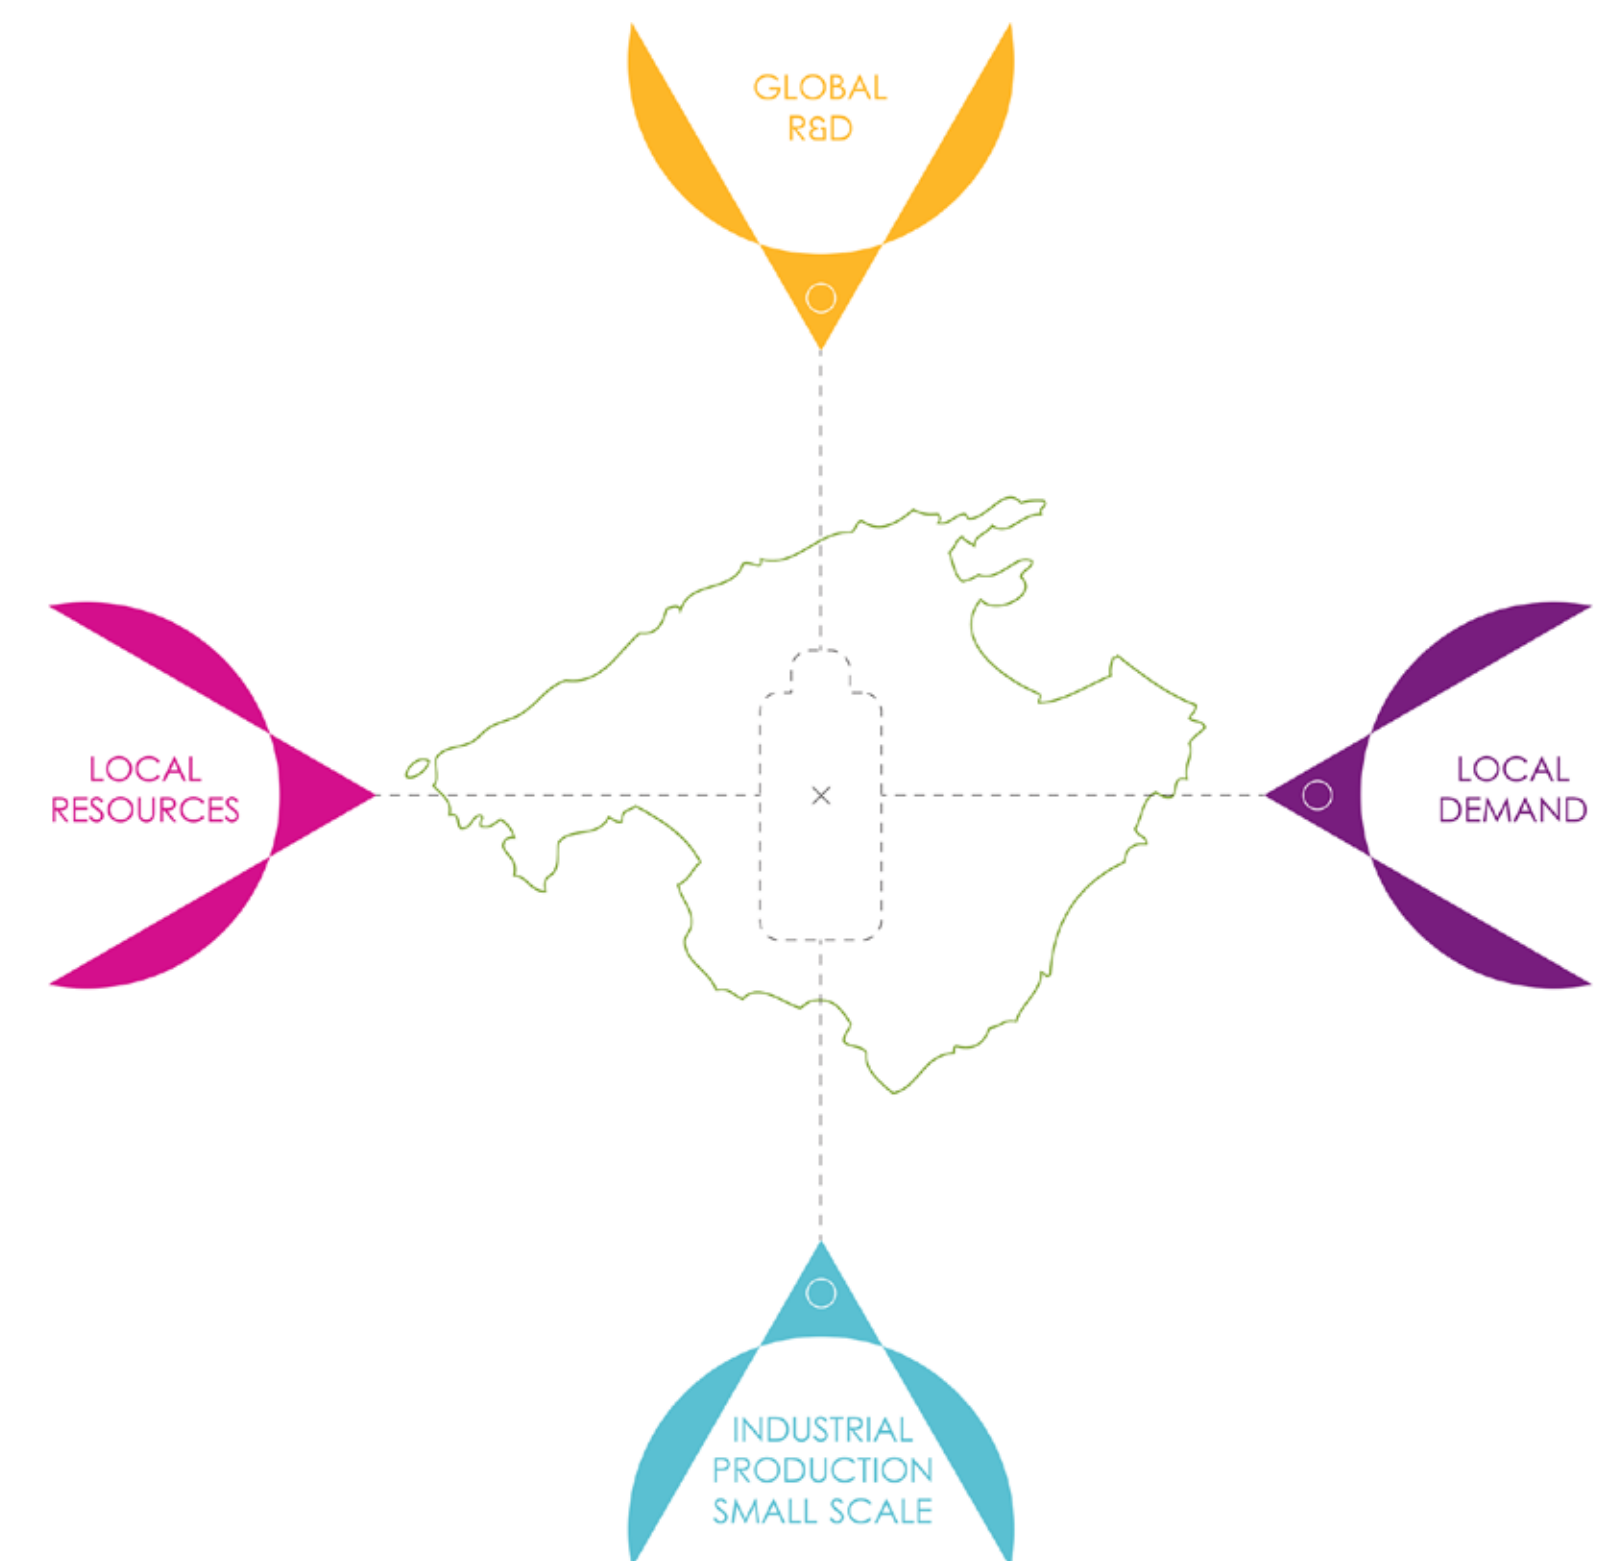 GLOBAL
R&D
LOCAL
RESOURCES
LOCAL
DEMAND
INDUSTRIAL
PRODUCTION
SMALL SCALE